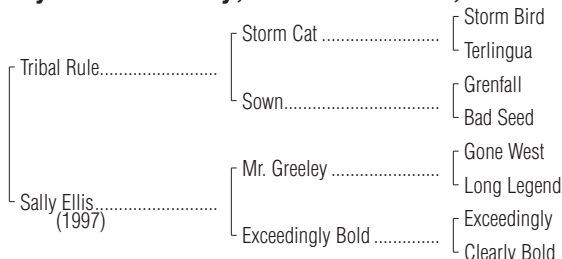 Storm Bird
Storm Cat ..............................
Terlingua
Tribal Rule..............................
Grenfall
Sown........................................
Bad Seed
Gone West
Mr. Greeley ...........................
Long Legend
Sally Ellis...............................
(1997)
Exceedingly
Exceedingly Bold ................
Clearly Bold